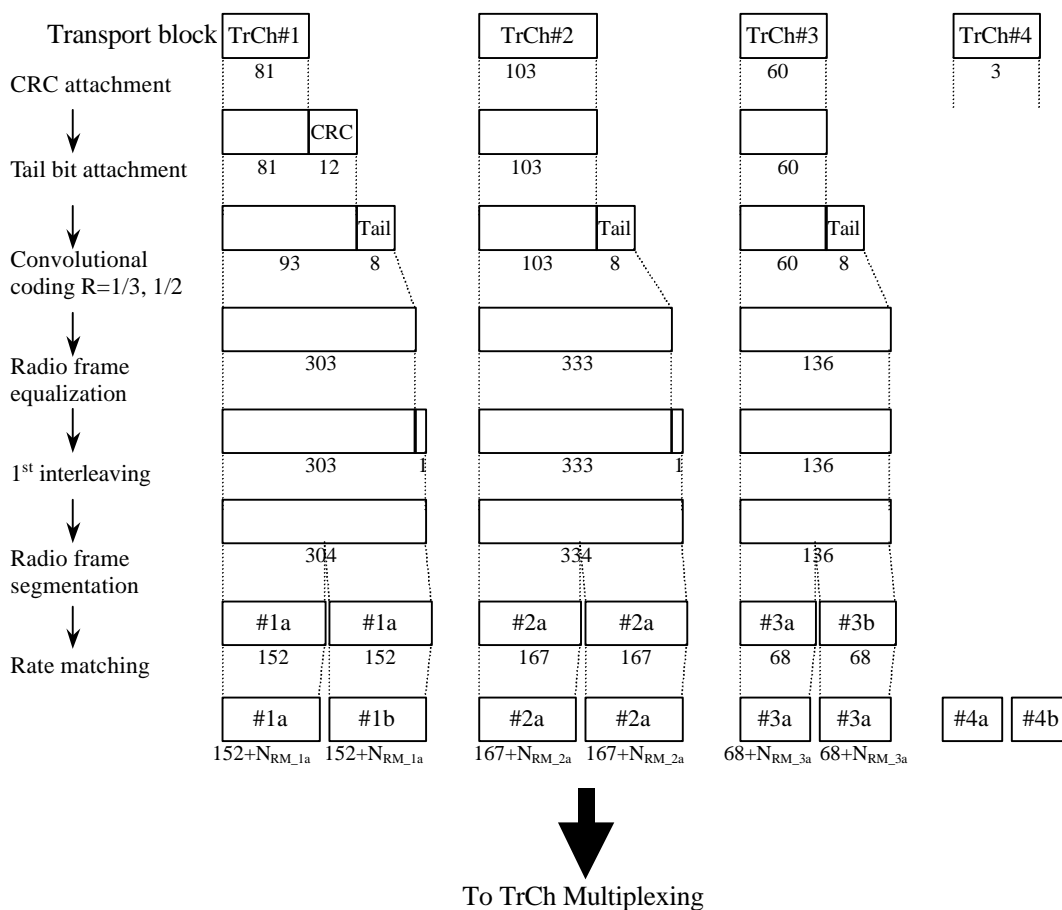 Transport block TrCh#1 TrCh#2 TrCh#3 TrCh#4
81 103 60 3
CRC attachment
CRC
81 12 103 60
Tail bit attachment
Tail Tail Tail
93 8 103 8 60 8
Convolutional
coding R=1/3, 1/2
303 333 136
Radio frame
equalization
303 1 333 1 136
1st interleaving
304 334 136
Radio frame
segmentation
#1a #1a #2a #2a #3a #3b
152 152 167 167 68 68
Rate matching
#1a #1b #2a #2a #3a #3a #4a #4b
152+NRM_1a 152+NRM_1a 167+NRM_2a 167+NRM_2a 68+NRM_3a 68+NRM_3a
To TrCh Multiplexing